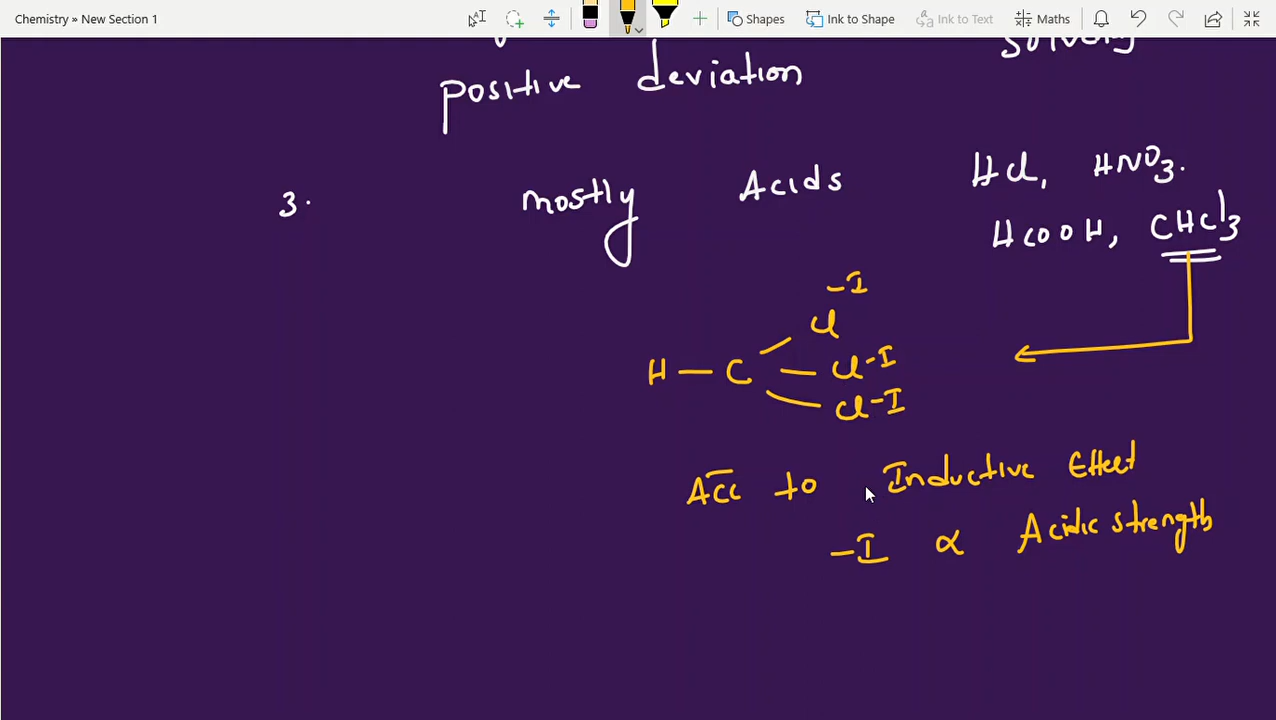 Chemistry » New Section 1
Shapes Ink to Shape Ink to Text Maths
positive deviation
3. mostly Acids HCl, HNO3.
HCOOH, CHCl3
-I
Cl
H - C - Cl -I
Cl -I
Acc to Inductive Effect
-I ∝ Acidic strength